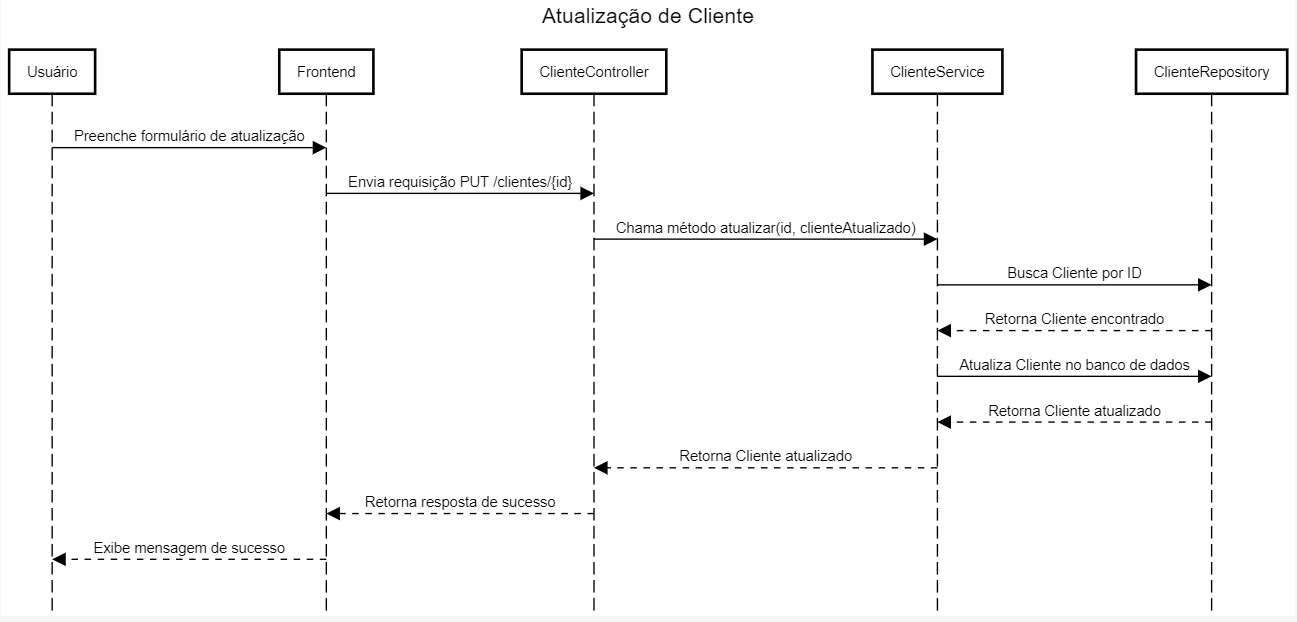 Atualização de Cliente
Usuário
Frontend
ClienteController
ClienteService
ClienteRepository
Preenche formulário de atualização
Envia requisição PUT /clientes/{id}
Chama método atualizar(id, clienteAtualizado)
Busca Cliente por ID
Retorna Cliente encontrado
Atualiza Cliente no banco de dados
Retorna Cliente atualizado
Retorna Cliente atualizado
Retorna resposta de sucesso
Exibe mensagem de sucesso